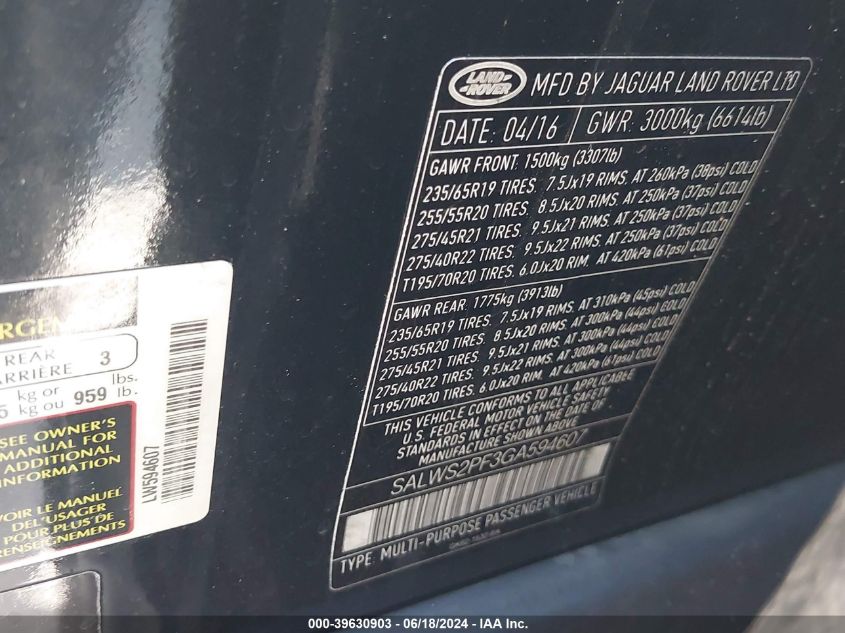 LAND
ROVER
MFD BY JAGUAR LAND ROVER LTD
DATE: 04/16
GWR: 3000kg (6614lb)
GAWR FRONT. 1500kg (3307lb)
235/65R19 TIRES. 7.5Jx19 RIMS. AT 260kPa (38psi) COLD
255/55R20 TIRES. 8.5Jx20 RIMS. AT 250kPa (37psi) COLD
275/45R21 TIRES. 9.5Jx21 RIMS. AT 250kPa (37psi) COLD
275/40R22 TIRES. 9.5Jx22 RIMS. AT 250kPa (37psi) COLD
T195/70R20 TIRES. 6.0Jx20 RIM. AT 420kPa (61psi) COLD
GAWR REAR. 1775kg (3913lb)
235/65R19 TIRES. 7.5Jx19 RIMS. AT 310kPa (45psi) COLD
255/55R20 TIRES. 8.5Jx20 RIMS. AT 300kPa (44psi) COLD
275/45R21 TIRES. 9.5Jx21 RIMS. AT 300kPa (44psi) COLD
275/40R22 TIRES. 9.5Jx22 RIMS. AT 300kPa (44psi) COLD
T195/70R20 TIRES. 6.0Jx20 RIM. AT 420kPa (61psi) COLD
THIS VEHICLE CONFORMS TO ALL APPLICABLE
U.S. FEDERAL MOTOR VEHICLE SAFETY
STANDARDS IN EFFECT ON THE DATE OF
MANUFACTURE SHOWN ABOVE
SALWS2PF3GA594607
TYPE: MULTI-PURPOSE PASSENGER VEHICLE
REAR
ARRIÈRE 3
kg or lbs.
5 kg ou 959 lb.
SEE OWNER'S
MANUAL FOR
ADDITIONAL
INFORMATION
VOIR LE MANUEL
DE L'USAGER
POUR PLUS DE
RENSEIGNEMENTS
LW594607
000-39630903 - 06/18/2024 - IAA Inc.